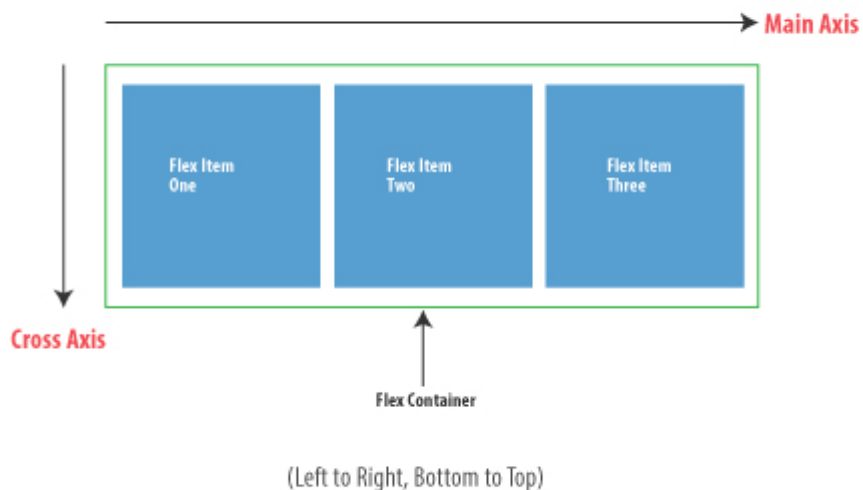 Main Axis
Flex Item
One
Flex Item
Two
Flex Item
Three
Cross Axis
Flex Container
(Left to Right, Bottom to Top)